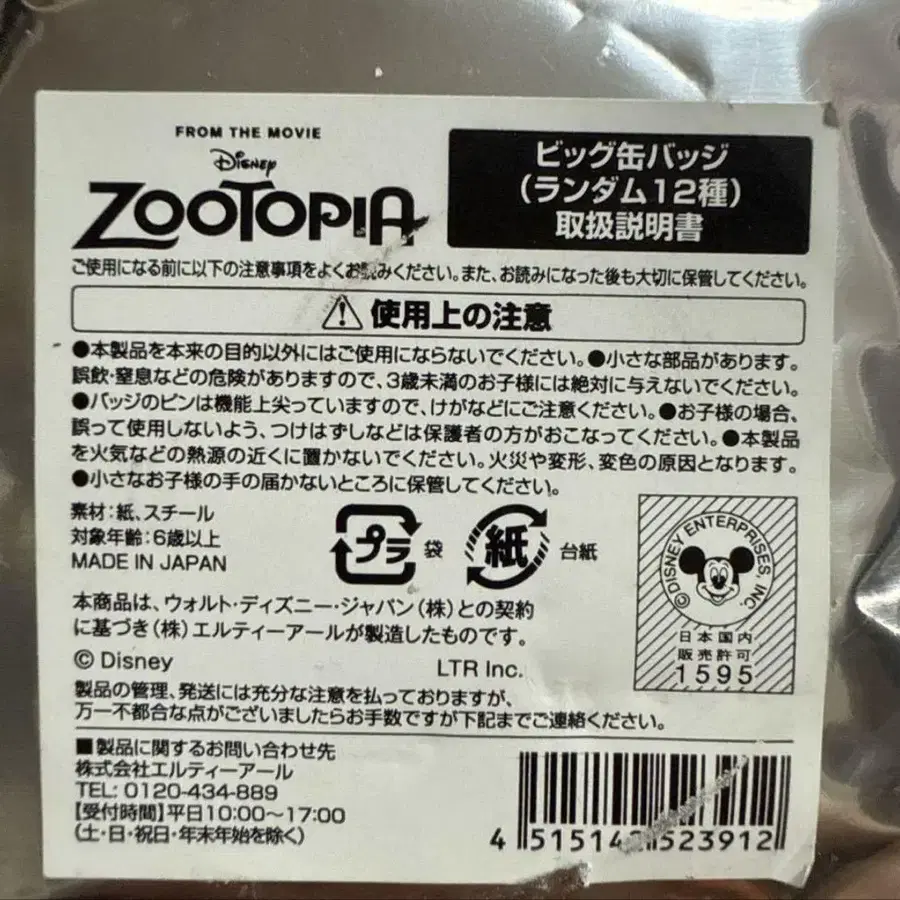 FROM THE MOVIE
Disney
ZOOTOPIA
ビッグ缶バッジ
(ランダム12種)
取扱説明書
ご使用になる前に以下の注意事項をよくお読みください。また、お読みになった後も大切に保管してください。
使用上の注意
●本製品を本来の目的以外にはご使用にならないでください。●小さな部品があります。
誤飲・窒息などの危険がありますので、3歳未満のお子様には絶対に与えないでください。
●バッジのピンは機能上尖っていますので、けがなどにご注意ください。●お子様の場合、
誤って使用しないよう、つけはずしなどは保護者の方がおこなってください。●本製品
を火気などの熱源の近くに置かないでください。火災や変形、変色の原因となります。
●小さなお子様の手の届かないところに保管してください。
素材:紙、スチール
対象年齢:6歳以上
MADE IN JAPAN
プラ 袋
紙 台紙
©DISNEY ENTERPRISES, INC.
日本国内
販売許可
1595
本商品は、ウォルト・ディズニー・ジャパン(株)との契約
に基づき(株)エルティーアールが製造したものです。
© Disney LTR Inc.
製品の管理、発送には充分な注意を払っておりますが、
万一不都合な点がございましたらお手数ですが下記までご連絡ください。
■製品に関するお問い合わせ先
株式会社エルティーアール
TEL: 0120-434-889
【受付時間】平日10:00〜17:00
(土・日・祝日・年末年始を除く)
4 515142 523912